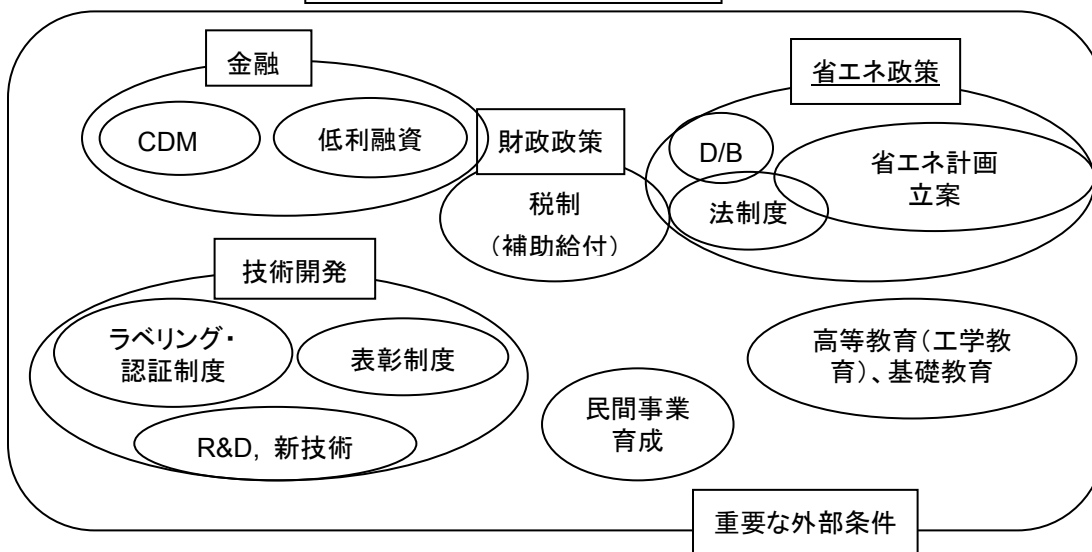 金融
省エネ政策
CDM
低利融資
財政政策
D/B
省エネ計画
立案
税制
(補助給付)
法制度
技術開発
ラベリング・
認証制度
表彰制度
高等教育(工学教
育)、基礎教育
民間事業
育成
R&D, 新技術
重要な外部条件